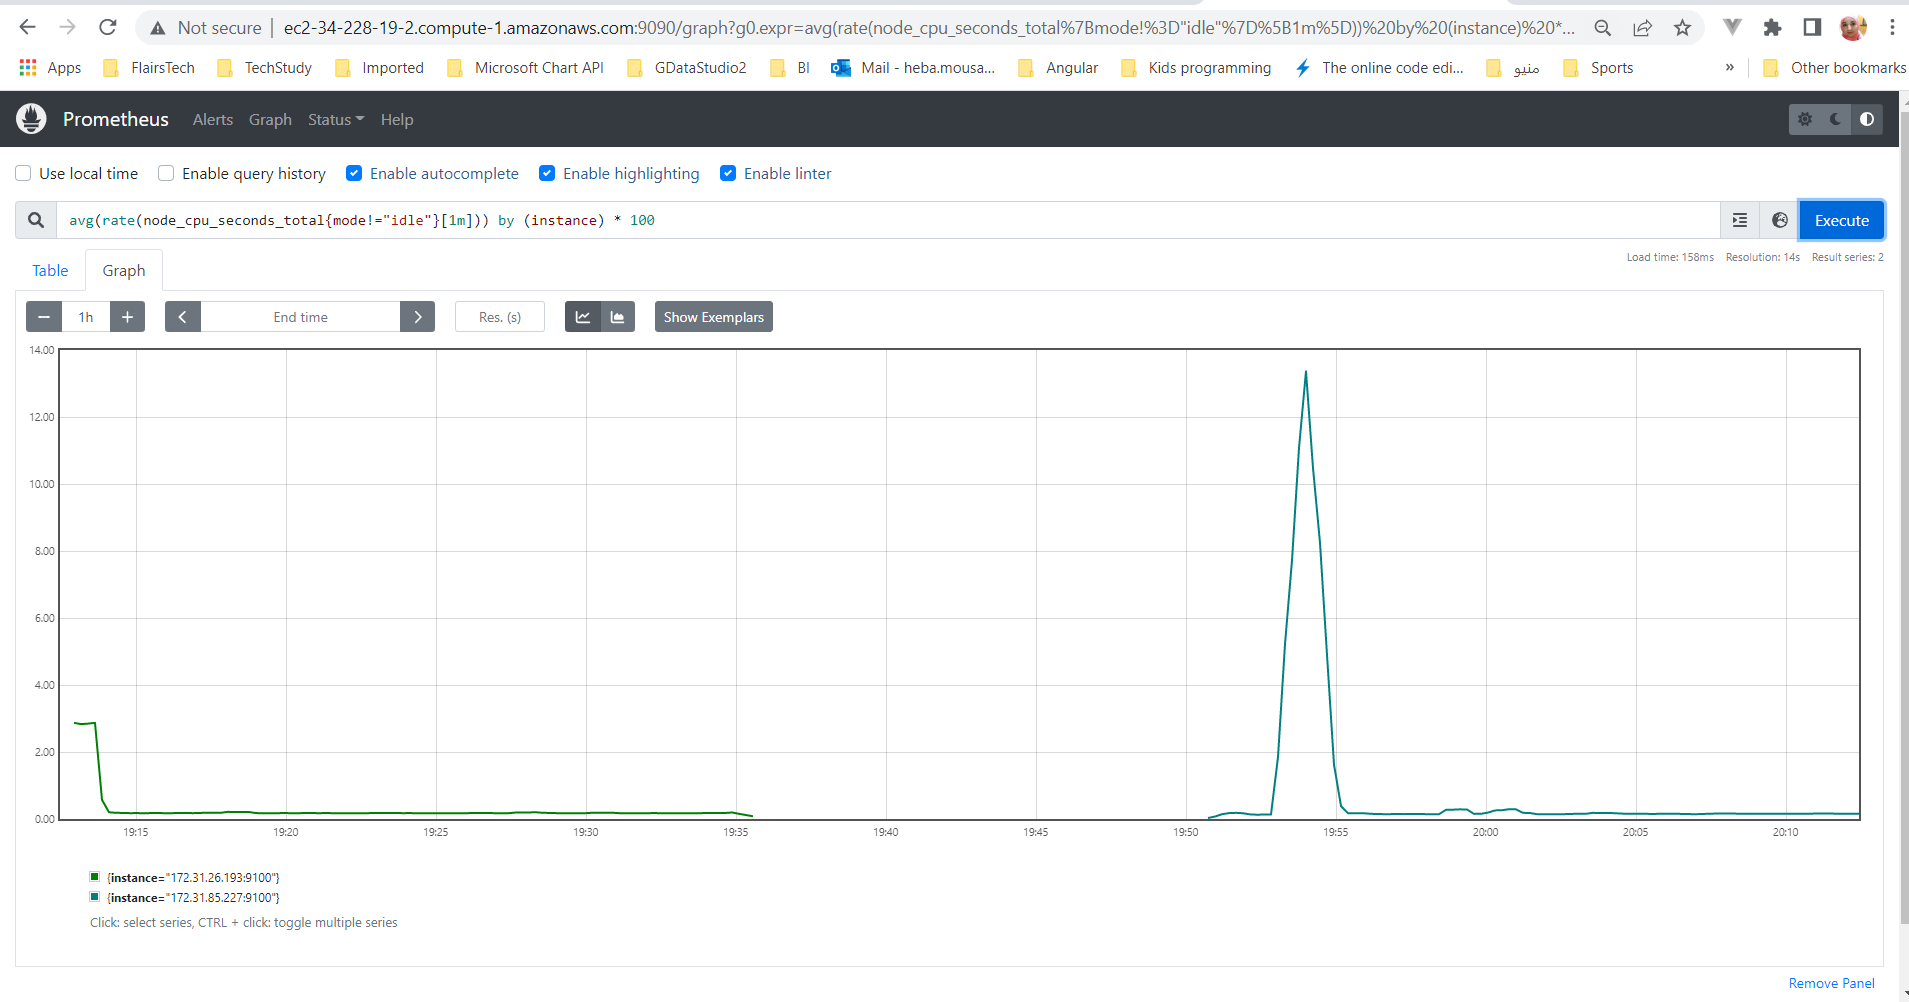 Not secure | ec2-34-228-19-2.compute-1.amazonaws.com:9090/graph?g0.expr=avg(rate(node_cpu_seconds_total%7Bmode!%3D"idle"%7D%5B1m%5D))%20by%20(instance)%20*...
Apps FlairsTech TechStudy Imported Microsoft Chart API GDataStudio2 BI Mail - heba.mousa... Angular Kids programming The online code edi... منيو Sports » Other bookmarks
Prometheus Alerts Graph Status Help
Use local time Enable query history Enable autocomplete Enable highlighting Enable linter
avg(rate(node_cpu_seconds_total{mode!="idle"}[1m])) by (instance) * 100 Execute
Load time: 158ms Resolution: 14s Result series: 2
Table Graph
1h End time Res. (s) Show Exemplars
14.00
12.00
10.00
8.00
6.00
4.00
2.00
0.00
19:15 19:20 19:25 19:30 19:35 19:40 19:45 19:50 19:55 20:00 20:05 20:10
{instance="172.31.26.193:9100"}
{instance="172.31.85.227:9100"}
Click: select series, CTRL + click: toggle multiple series
Remove Panel